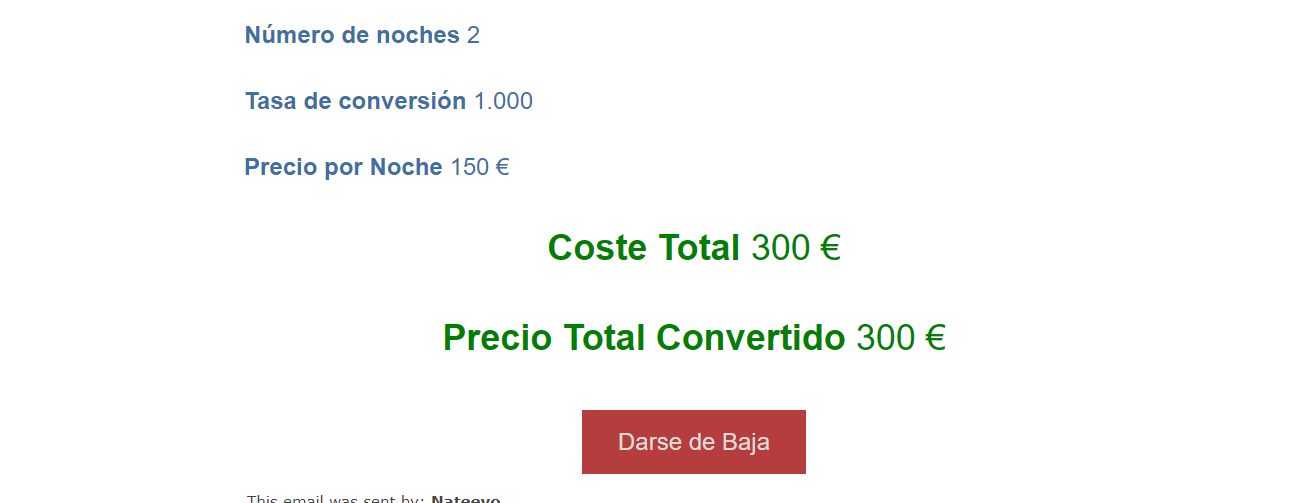 Número de noches 2
Tasa de conversión 1.000
Precio por Noche 150 €
Coste Total 300 €
Precio Total Convertido 300 €
Darse de Baja
This email was sent by: Nateevo